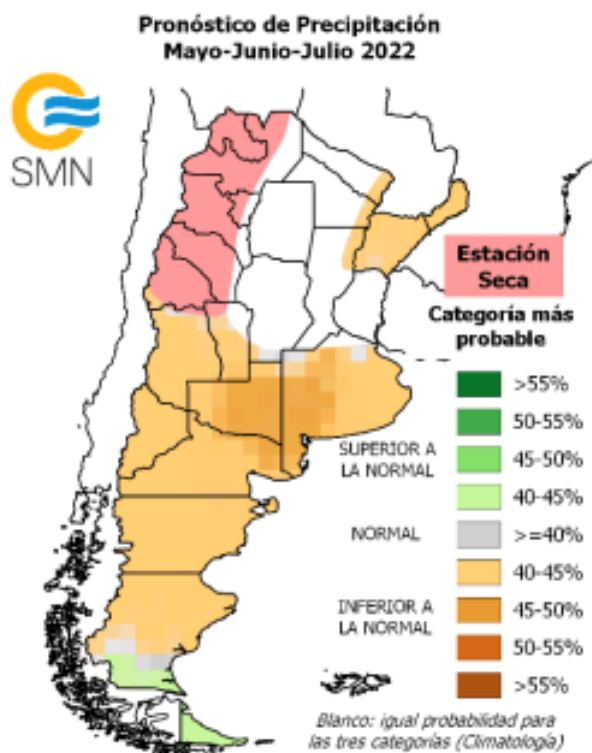 Pronóstico de Precipitación
Mayo-Junio-Julio 2022
SMN
Estación
Seca
Categoría más
probable
>55%
50-55%
45-50%
SUPERIOR A
LA NORMAL
40-45%
NORMAL
>=40%
40-45%
INFERIOR A
LA NORMAL
45-50%
50-55%
>55%
Blanco: igual probabilidad para
las tres categorías (Climatología)